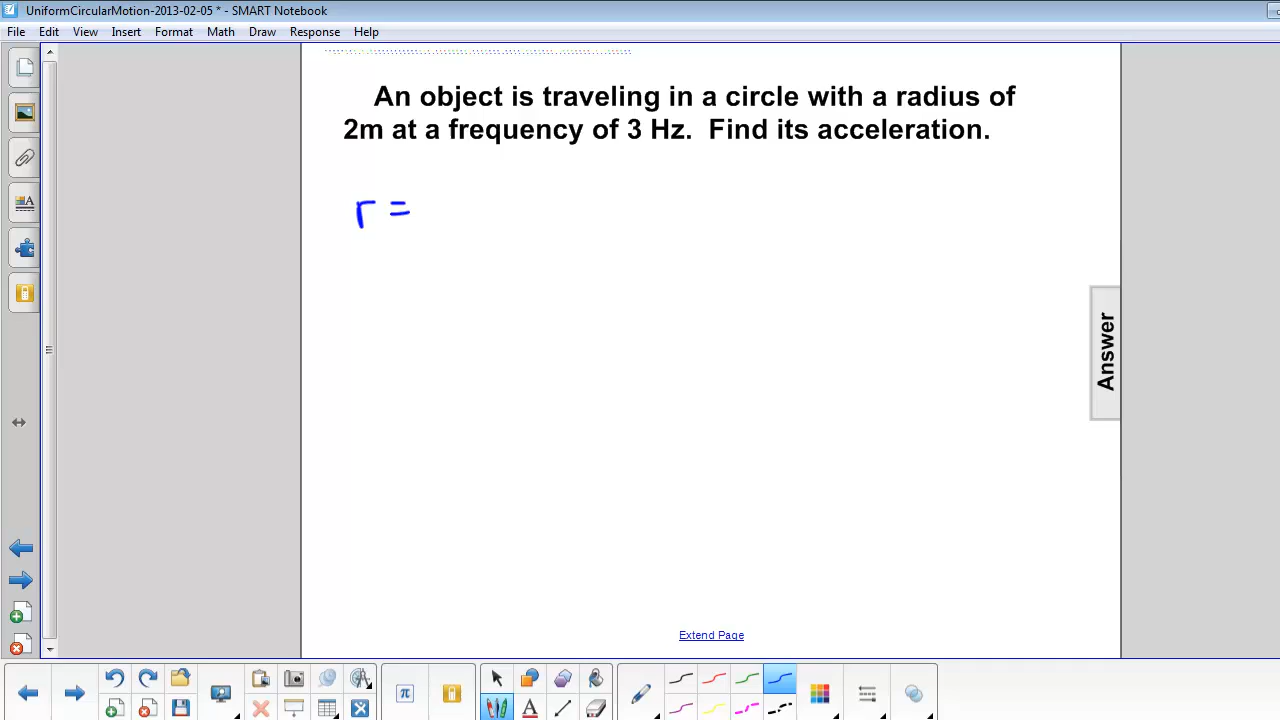 UniformCircularMotion-2013-02-05 * - SMART Notebook
File Edit View Insert Format Math Draw Response Help
An object is traveling in a circle with a radius of
2m at a frequency of 3 Hz. Find its acceleration.
r =
Answer
Extend Page